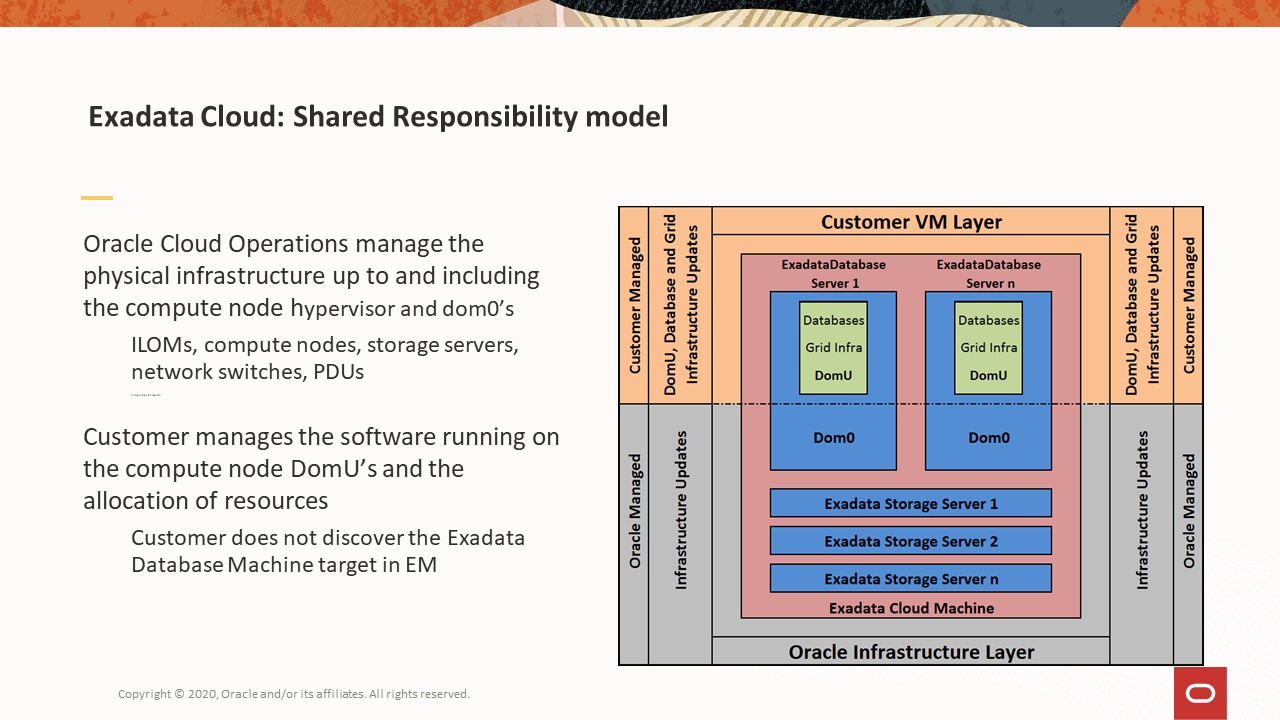 Exadata Cloud: Shared Responsibility model
Oracle Cloud Operations manage the
physical infrastructure up to and including
the compute node hypervisor and dom0's
ILOMs, compute nodes, storage servers,
network switches, PDUs
Customer manages the software running on
the compute node DomU's and the
allocation of resources
Customer does not discover the Exadata
Database Machine target in EM
Customer Managed
DomU, Database and Grid
Infrastructure Updates
Customer VM Layer
ExadataDatabase
Server 1
Databases
Grid Infra
DomU
Dom0
ExadataDatabase
Server n
Databases
Grid Infra
DomU
Dom0
DomU, Database and Grid
Infrastructure Updates
Customer Managed
Oracle Managed
Infrastructure Updates
Exadata Storage Server 1
Exadata Storage Server 2
Exadata Storage Server n
Exadata Cloud Machine
Oracle Infrastructure Layer
Infrastructure Updates
Oracle Managed
Copyright © 2020, Oracle and/or its affiliates. All rights reserved.